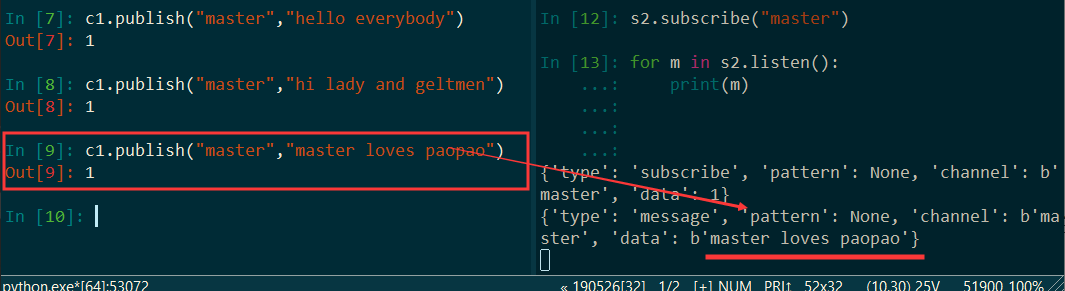 In [7]: c1.publish("master","hello everybody")
Out[7]: 1
In [8]: c1.publish("master","hi lady and geltmen")
Out[8]: 1
In [9]: c1.publish("master","master loves paopao")
Out[9]: 1
In [10]:
In [12]: s2.subscribe("master")
In [13]: for m in s2.listen():
...:     print(m)
...:
...:
...:
{'type': 'subscribe', 'pattern': None, 'channel': b'
master', 'data': 1}
{'type': 'message', 'pattern': None, 'channel': b'ma
ster', 'data': b'master loves paopao'}
python.exe*[64]:53072
« 190526[32] 1/2 [+] NUM PRI↕ 52x32 (10,30) 25V 51900 100%